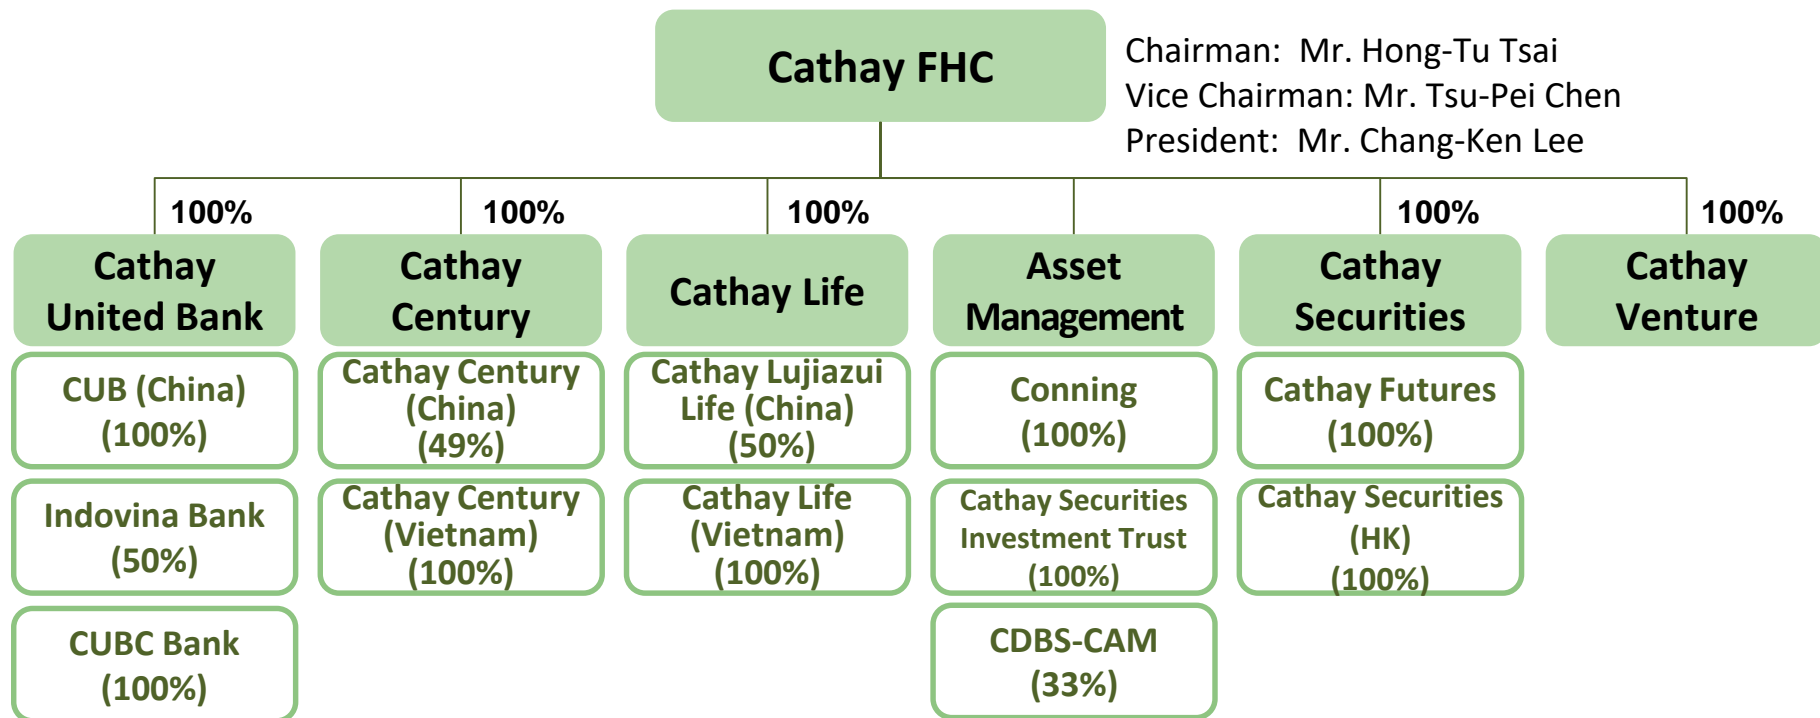 Cathay FHC
Chairman: Mr. Hong-Tu Tsai
Vice Chairman: Mr. Tsu-Pei Chen
President: Mr. Chang-Ken Lee
100%
100%
100%
100%
100%
Cathay
United Bank
Cathay
Century
Cathay Life
Asset
Management
Cathay
Securities
Cathay
Venture
CUB (China)
(100%)
Cathay Century
(China)
(49%)
Cathay Lujiazui
Life (China)
(50%)
Conning
(100%)
Cathay Futures
(100%)
Indovina Bank
(50%)
Cathay Century
(Vietnam)
(100%)
Cathay Life
(Vietnam)
(100%)
Cathay Securities
Investment Trust
(100%)
Cathay Securities
(HK)
(100%)
CUBC Bank
(100%)
CDBS-CAM
(33%)